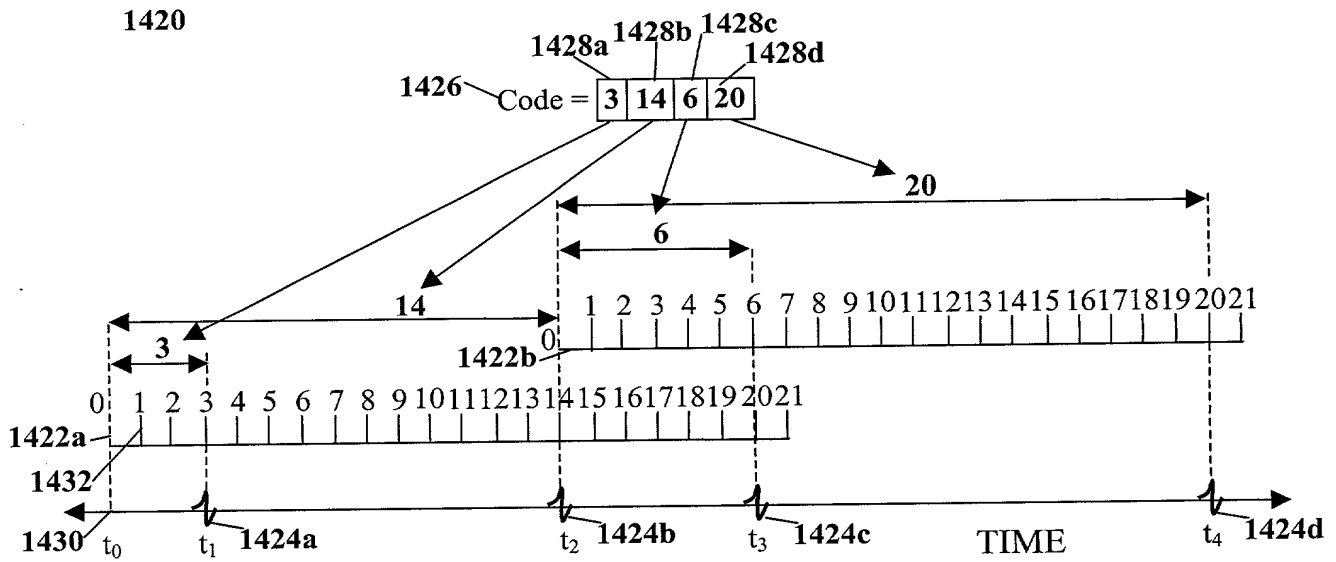 1420
1428a 1428b 1428c 1428d
1426 Code = 3 14 6 20
20
6
14
1 2 3 4 5 6 7 8 9 10 11 12 13 14 15 16 17 18 19 20 21
0
3
1422b
0 1 2 3 4 5 6 7 8 9 10 11 12 13 14 15 16 17 18 19 20 21
1422a
1432
1430 t0 t1 1424a t2 1424b t3 1424c TIME t4 1424d